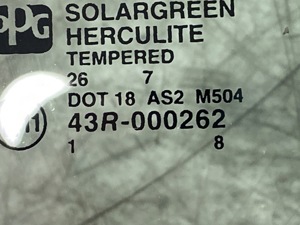 PPG SOLARGREEN
HERCULITE
TEMPERED
26 7
DOT 18 AS2 M504
43R-000262
1 8